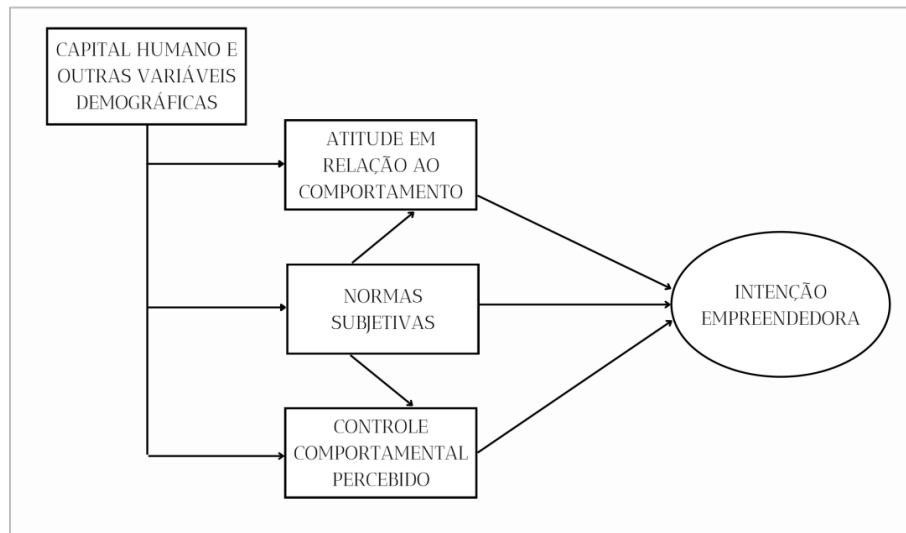 CAPITAL HUMANO E
OUTRAS VARIÁVEIS
DEMOGRÁFICAS
ATITUDE EM
RELAÇÃO AO
COMPORTAMENTO
NORMAS
SUBJETIVAS
CONTROLE
COMPORTAMENTAL
PERCEBIDO
INTENÇÃO
EMPREENDEDORA